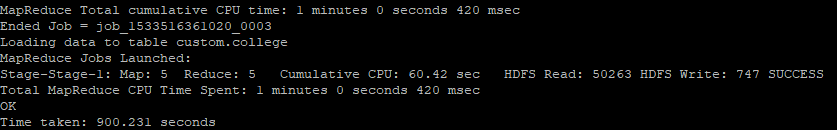 MapReduce Total cumulative CPU time: 1 minutes 0 seconds 420 msec
Ended Job = job_1533516361020_0003
Loading data to table custom.college
MapReduce Jobs Launched:
Stage-Stage-1: Map: 5  Reduce: 5   Cumulative CPU: 60.42 sec   HDFS Read: 50263 HDFS Write: 747 SUCCESS
Total MapReduce CPU Time Spent: 1 minutes 0 seconds 420 msec
OK
Time taken: 900.231 seconds